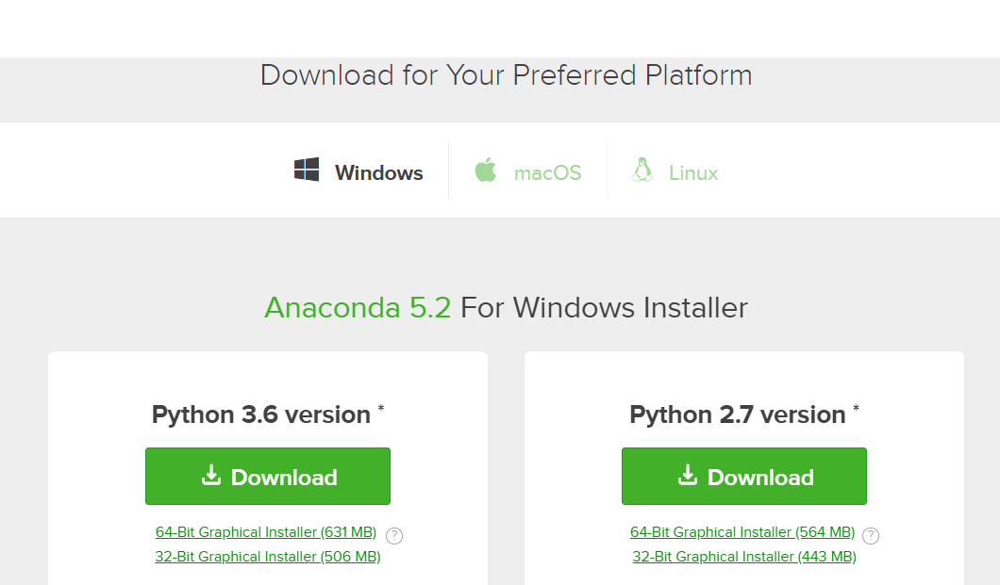 Download for Your Preferred Platform
Windows macOS Linux
Anaconda 5.2 For Windows Installer
Python 3.6 version *
Download
64-Bit Graphical Installer (631 MB) ?
32-Bit Graphical Installer (506 MB)
Python 2.7 version *
Download
64-Bit Graphical Installer (564 MB) ?
32-Bit Graphical Installer (443 MB)